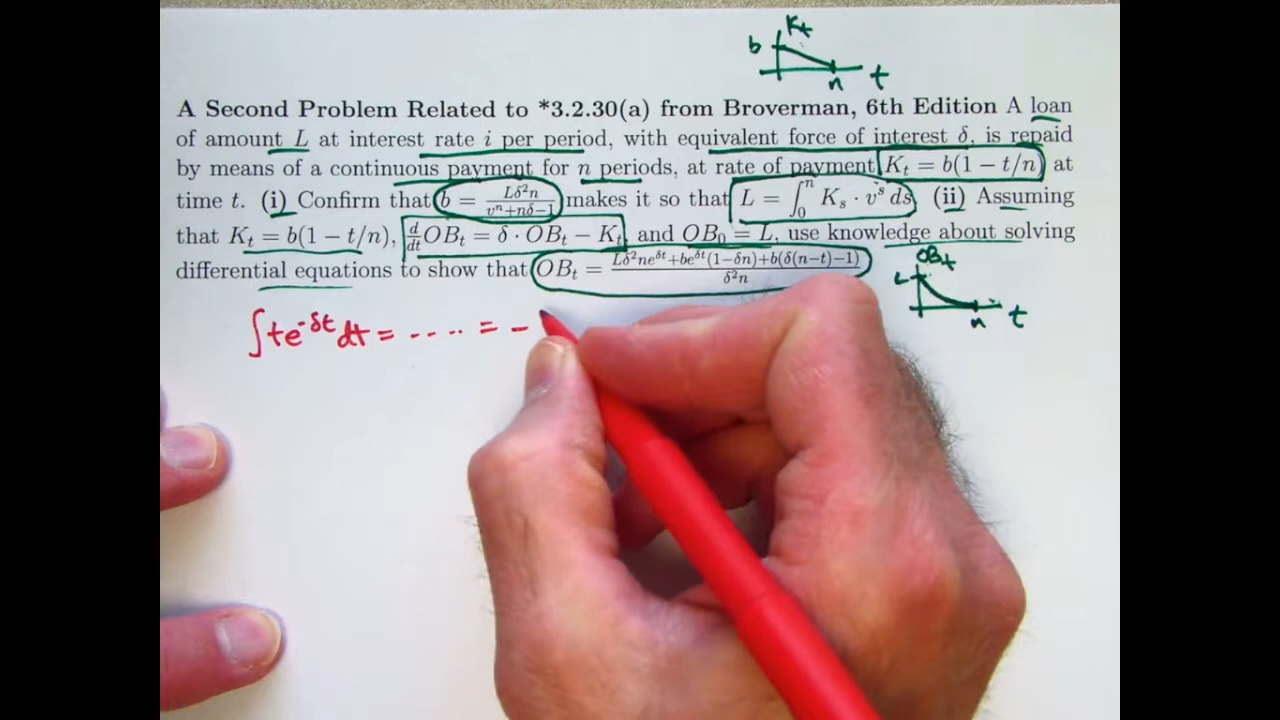 K_t
b
n t
A Second Problem Related to *3.2.30(a) from Broverman, 6th Edition A loan
of amount L at interest rate i per period, with equivalent force of interest δ, is repaid
by means of a continuous payment for n periods, at rate of payment K_t = b(1 − t/n) at
time t. (i) Confirm that b = Lδ²n / (vⁿ+nδ−1) makes it so that L = ∫₀ⁿ K_s · v^s ds (ii) Assuming
that K_t = b(1 − t/n), d/dt OB_t = δ · OB_t − K_t and OB_0 = L, use knowledge about solving
differential equations to show that OB_t = (Lδ²ne^{δt}+be^{δt}(1−δn)+b(δ(n−t)−1)) / (δ²n)
OB_t
L
n t
∫te^{-δt}dt = .... = −